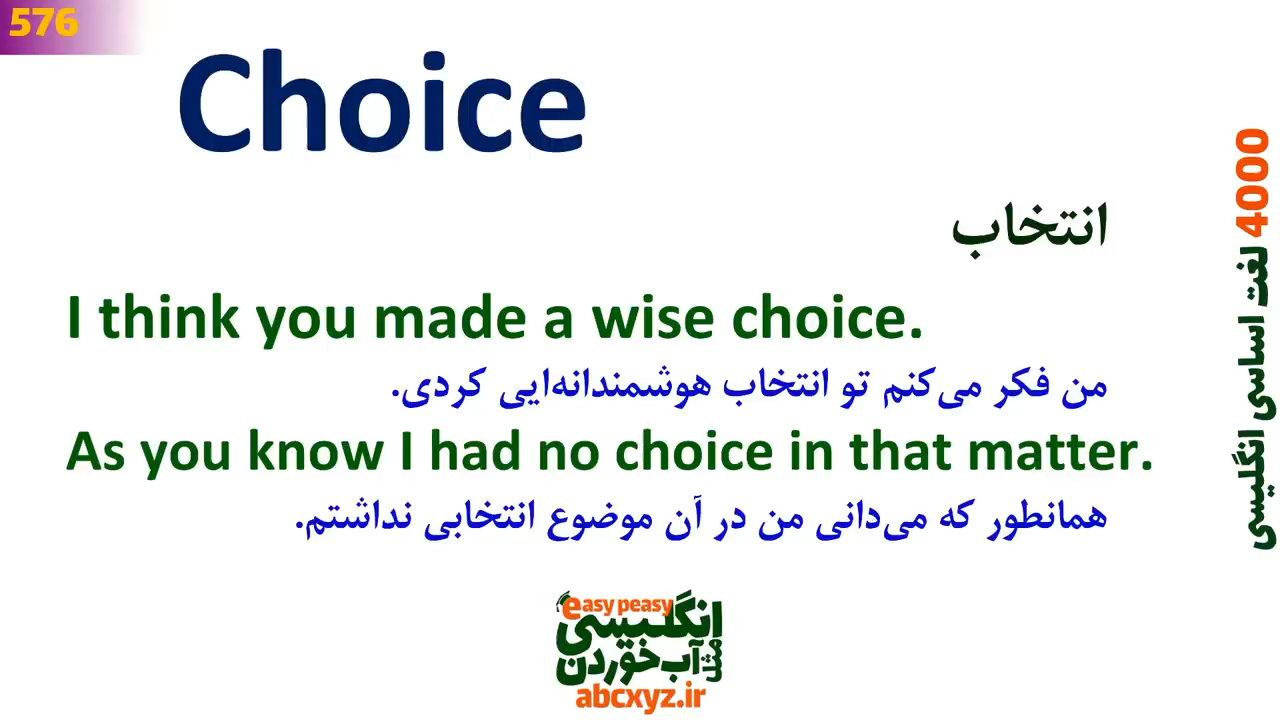 576
Choice
انتخاب
I think you made a wise choice.
من فکر می‌کنم تو انتخاب هوشمندانه‌ایی کردی.
As you know I had no choice in that matter.
همانطور که می‌دانی من در آن موضوع انتخابی نداشتم.
4000 لغت اساسی انگلیسی
easy peasy
انگلیسی
مثل آب خوردن
abcxyz.ir